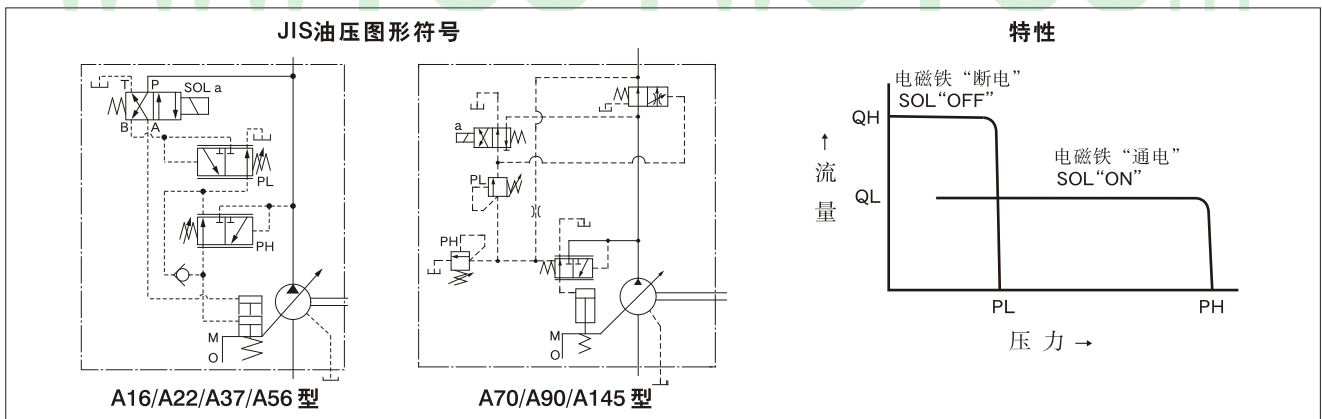 JIS油压图形符号
特性
T P
SOL a
B A
PL
PH
M
O
A16/A22/A37/A56 型
a
PL
PH
M
O
A70/A90/A145 型
电磁铁“断电”
SOL“OFF”
QH
电磁铁“通电”
SOL“ON”
QL
↑
流
量
PL
PH
压 力 →